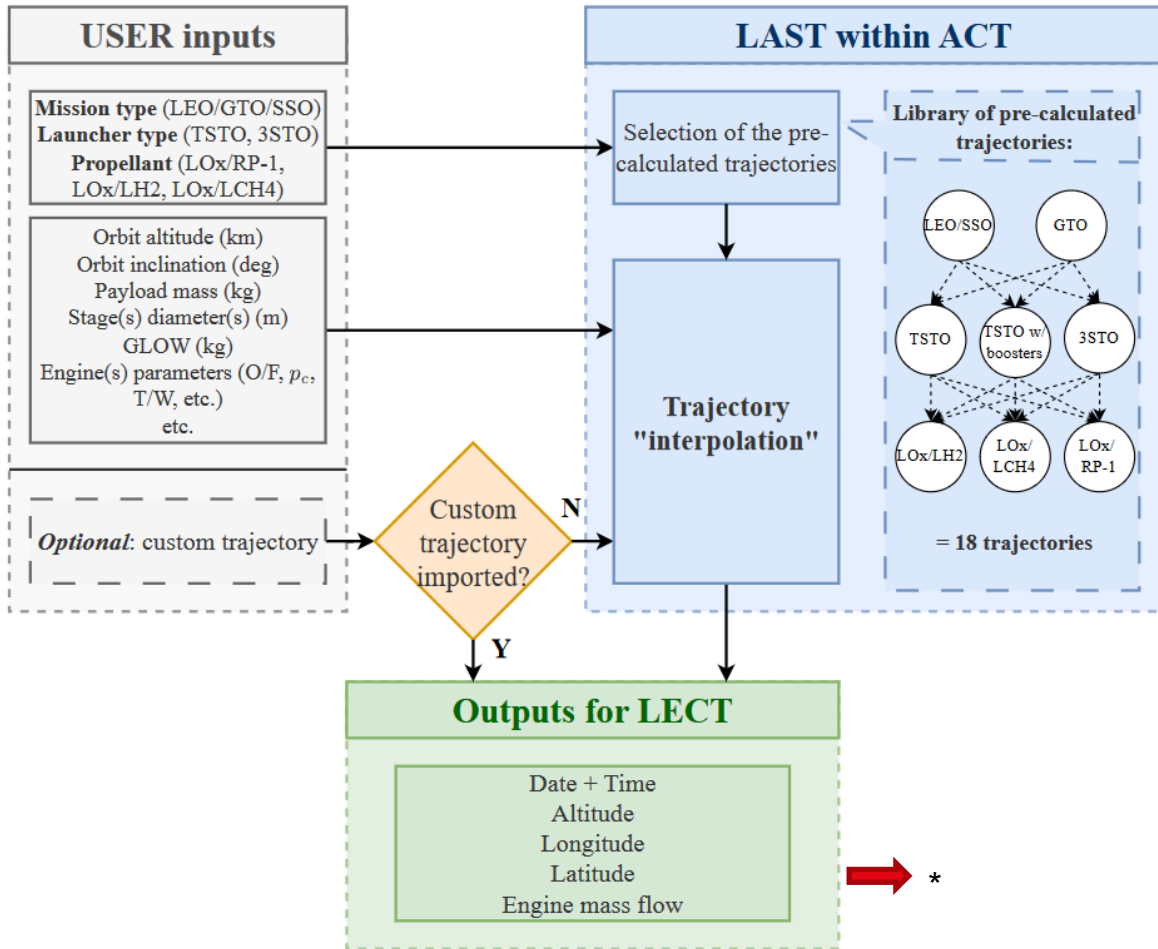 USER inputs
Mission type (LEO/GTO/SSO)
Launcher type (TSTO, 3STO)
Propellant (LOx/RP-1,
LOx/LH2, LOx/LCH4)
Orbit altitude (km)
Orbit inclination (deg)
Payload mass (kg)
Stage(s) diameter(s) (m)
GLOW (kg)
Engine(s) parameters (O/F, p_c,
T/W, etc.)
etc.
Optional: custom trajectory
Custom
trajectory
imported?
N
Y
LAST within ACT
Selection of the pre-
calculated trajectories
Trajectory
"interpolation"
Library of pre-calculated
trajectories:
LEO/SSO
GTO
TSTO
TSTO w/
boosters
3STO
LOx/LH2
LOx/
LCH4
LOx/
RP-1
= 18 trajectories
Outputs for LECT
Date + Time
Altitude
Longitude
Latitude
Engine mass flow
*